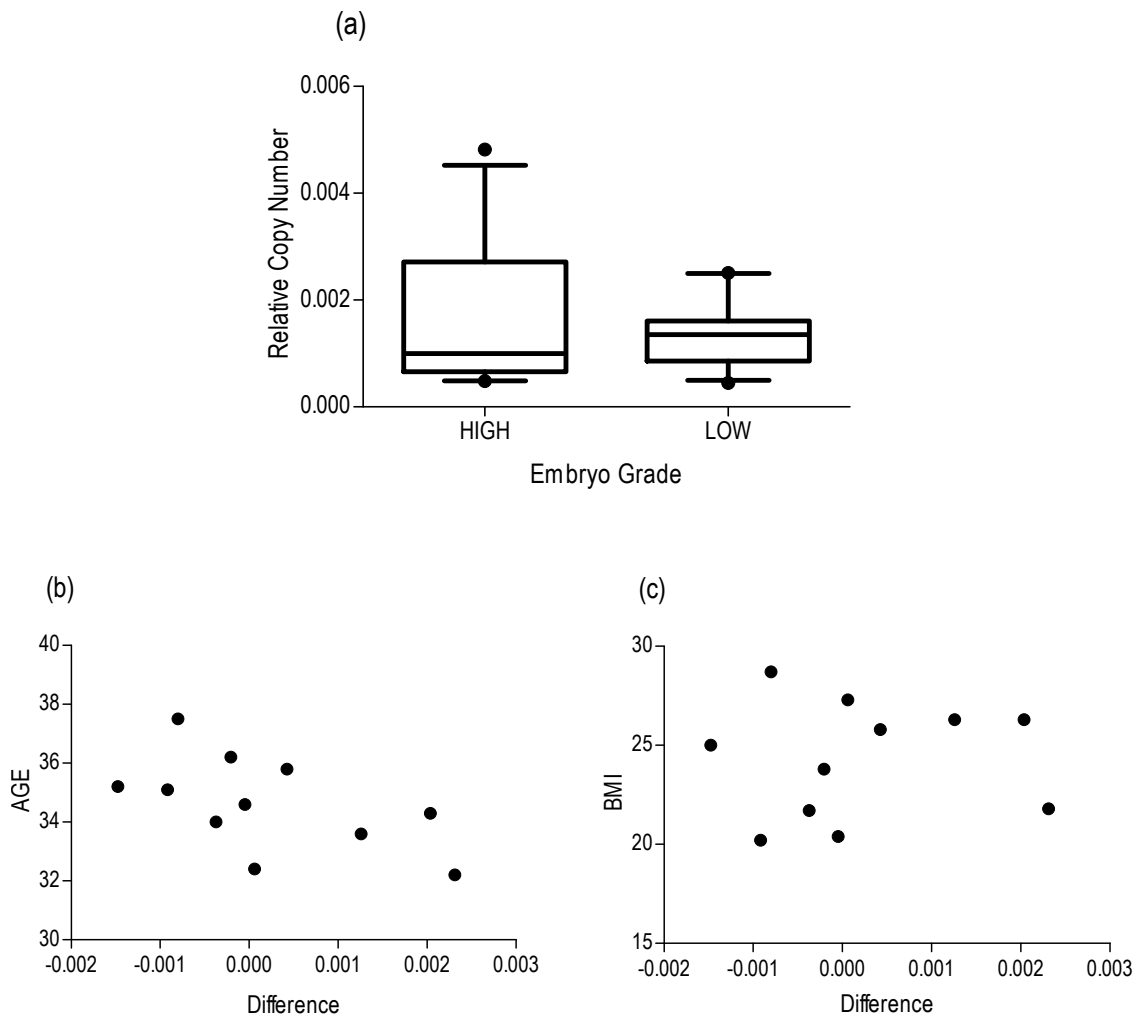 (a)
0.006
0.004
0.002
0.000
Relative Copy Number
HIGH LOW
Embryo Grade
(b)
40
38
36
34
32
30
AGE
-0.002 -0.001 0.000 0.001 0.002 0.003
Difference
(c)
30
25
20
15
BMI
-0.002 -0.001 0.000 0.001 0.002 0.003
Difference